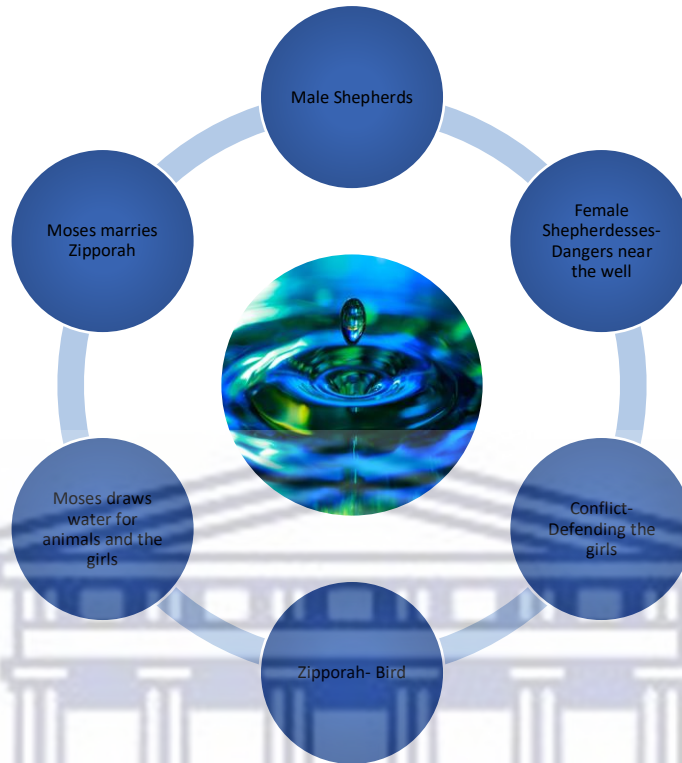 Male Shepherds
Female
Shepherdesses-
Dangers near
the well
Conflict-
Defending the
girls
Zipporah- Bird
Moses draws
water for
animals and the
girls
Moses marries
Zipporah